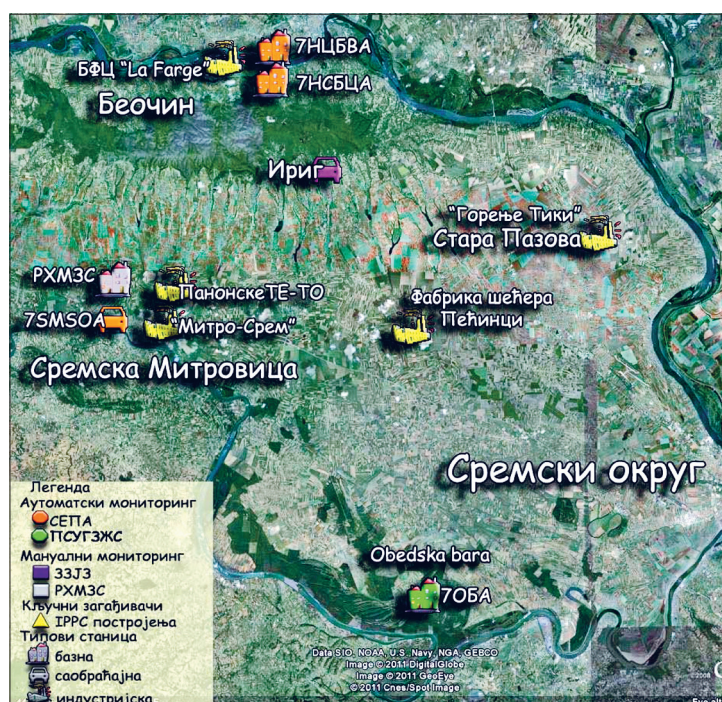 7НЦБВА
БФЦ “La Farge”
7НСБЦА
Беочин
Ириг
“Горење Тики”
Стара Пазова
РХМЗС
ПанонскеТЕ-ТО
Фабрика шећера
Пећинци
7SMSOA
“Митро-Срем”
Сремска Митровица
Сремски округ
Легенда
Аутоматски мониторинг
СЕПА
ПСУГЗЖС
Мануални мониторинг
ЗЗЈЗ
РХМЗС
Кључни загађивачи
IPPC постројења
Типови станица
базна
саобраћајна
индустријска
Obedska bara
7ОБА
Data SIO, NOAA, U.S. Navy, NGA, GEBCO
Image © 2011 DigitalGlobe
Image © 2011 GeoEye
© 2011 Cnes/Spot Image
©2008
Eye alt